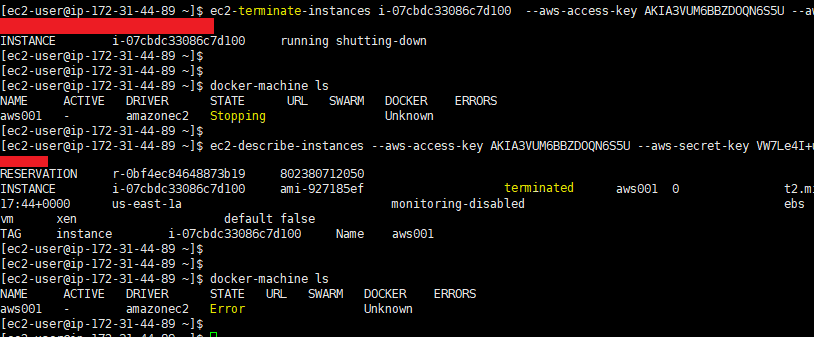 [ec2-user@ip-172-31-44-89 ~]$ ec2-terminate-instances i-07cbdc33086c7d100  --aws-access-key AKIA3VUM6BBZDOQN6S5U --aw
INSTANCE        i-07cbdc33086c7d100     running shutting-down
[ec2-user@ip-172-31-44-89 ~]$
[ec2-user@ip-172-31-44-89 ~]$
[ec2-user@ip-172-31-44-89 ~]$ docker-machine ls
NAME     ACTIVE   DRIVER      STATE      URL   SWARM   DOCKER    ERRORS
aws001   -        amazonec2   Stopping                 Unknown
[ec2-user@ip-172-31-44-89 ~]$
[ec2-user@ip-172-31-44-89 ~]$ ec2-describe-instances --aws-access-key AKIA3VUM6BBZDOQN6S5U --aws-secret-key VW7Le4I+
RESERVATION     r-0bf4ec84648873b19     802380712050
INSTANCE        i-07cbdc33086c7d100     ami-927185ef                    terminated      aws001  0               t2.mi
17:44+0000      us-east-1a                              monitoring-disabled                                     ebs
vm      xen                     default false
TAG     instance        i-07cbdc33086c7d100     Name    aws001
[ec2-user@ip-172-31-44-89 ~]$
[ec2-user@ip-172-31-44-89 ~]$
[ec2-user@ip-172-31-44-89 ~]$ docker-machine ls
NAME     ACTIVE   DRIVER      STATE   URL   SWARM   DOCKER    ERRORS
aws001   -        amazonec2   Error                 Unknown
[ec2-user@ip-172-31-44-89 ~]$
[ec2-user@ip-172-31-44-89 ~]$